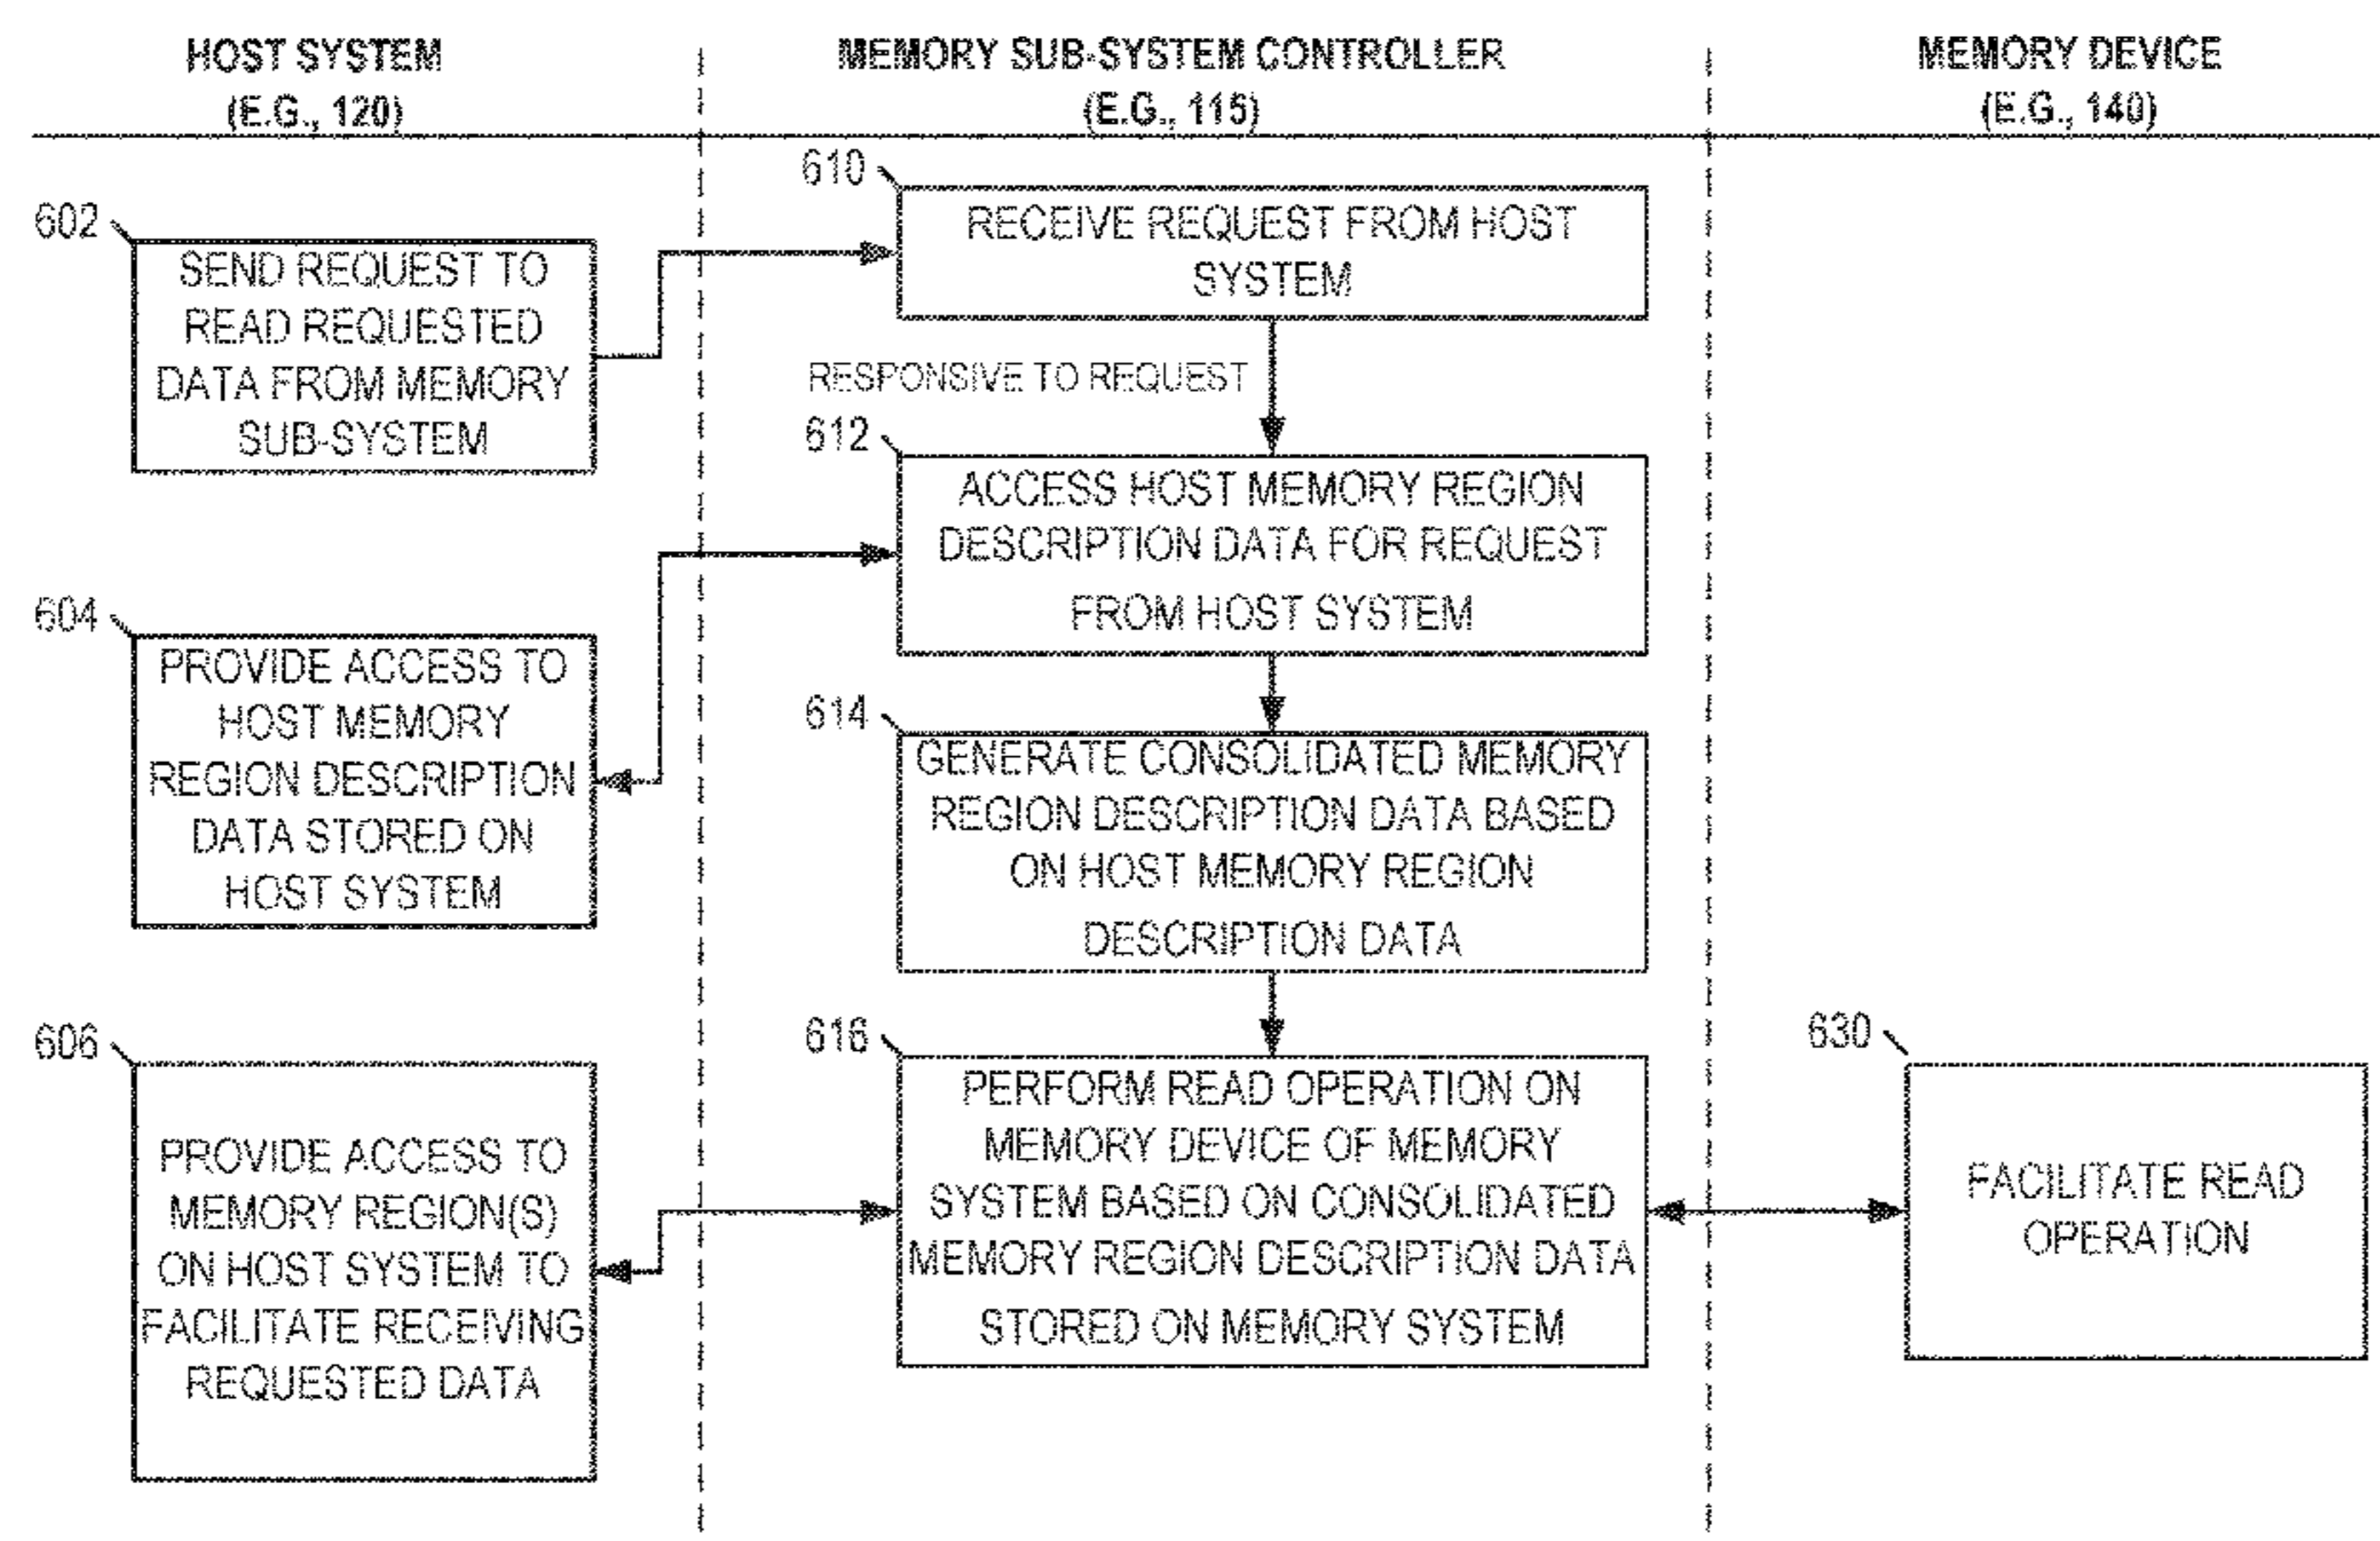 HOST SYSTEM
(E.G., 120)
MEMORY SUB-SYSTEM CONTROLLER
(E.G., 115)
MEMORY DEVICE
(E.G., 140)
602
SEND REQUEST TO
READ REQUESTED
DATA FROM MEMORY
SUB-SYSTEM
610
RECEIVE REQUEST FROM HOST
SYSTEM
RESPONSIVE TO REQUEST
612
ACCESS HOST MEMORY REGION
DESCRIPTION DATA FOR REQUEST
FROM HOST SYSTEM
604
PROVIDE ACCESS TO
HOST MEMORY
REGION DESCRIPTION
DATA STORED ON
HOST SYSTEM
614
GENERATE CONSOLIDATED MEMORY
REGION DESCRIPTION DATA BASED
ON HOST MEMORY REGION
DESCRIPTION DATA
606
PROVIDE ACCESS TO
MEMORY REGION(S)
ON HOST SYSTEM TO
FACILITATE RECEIVING
REQUESTED DATA
616
PERFORM READ OPERATION ON
MEMORY DEVICE OF MEMORY
SYSTEM BASED ON CONSOLIDATED
MEMORY REGION DESCRIPTION DATA
STORED ON MEMORY SYSTEM
630
FACILITATE READ
OPERATION